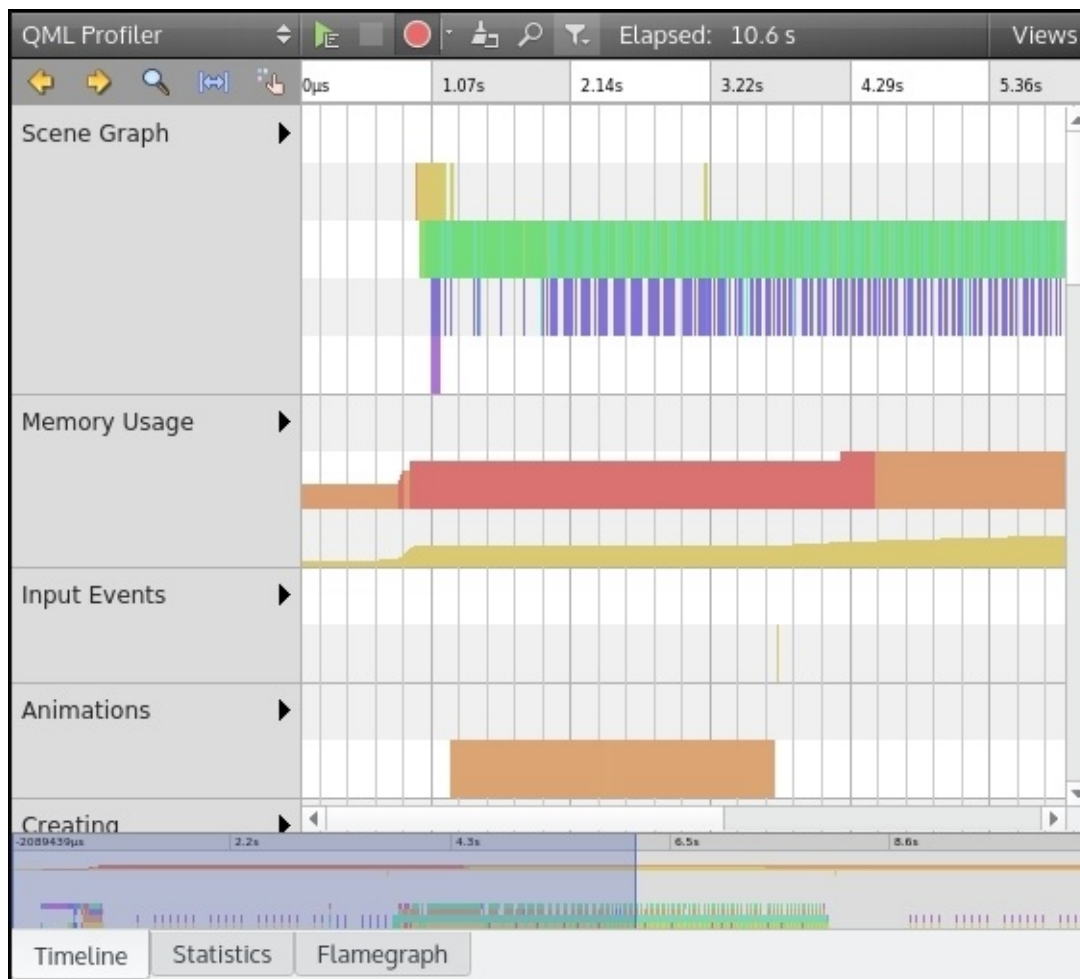 QML Profiler Elapsed: 10.6 s Views
0µs 1.07s 2.14s 3.22s 4.29s 5.36s
Scene Graph
Memory Usage
Input Events
Animations
Creating
-2089439µs 2.2s 4.3s 6.5s 8.6s
Timeline Statistics Flamegraph